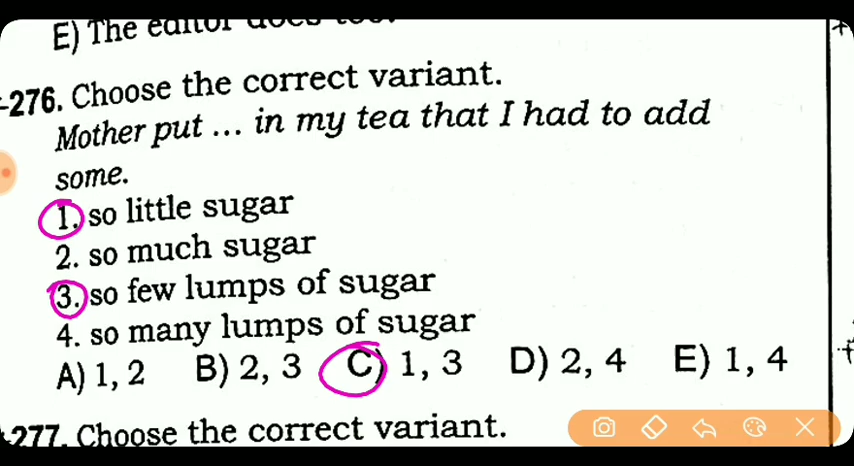 E) The editor does too.
276. Choose the correct variant.
Mother put ... in my tea that I had to add
some.
1. so little sugar
2. so much sugar
3. so few lumps of sugar
4. so many lumps of sugar
A) 1, 2 B) 2, 3 C) 1, 3 D) 2, 4 E) 1, 4
277. Choose the correct variant.